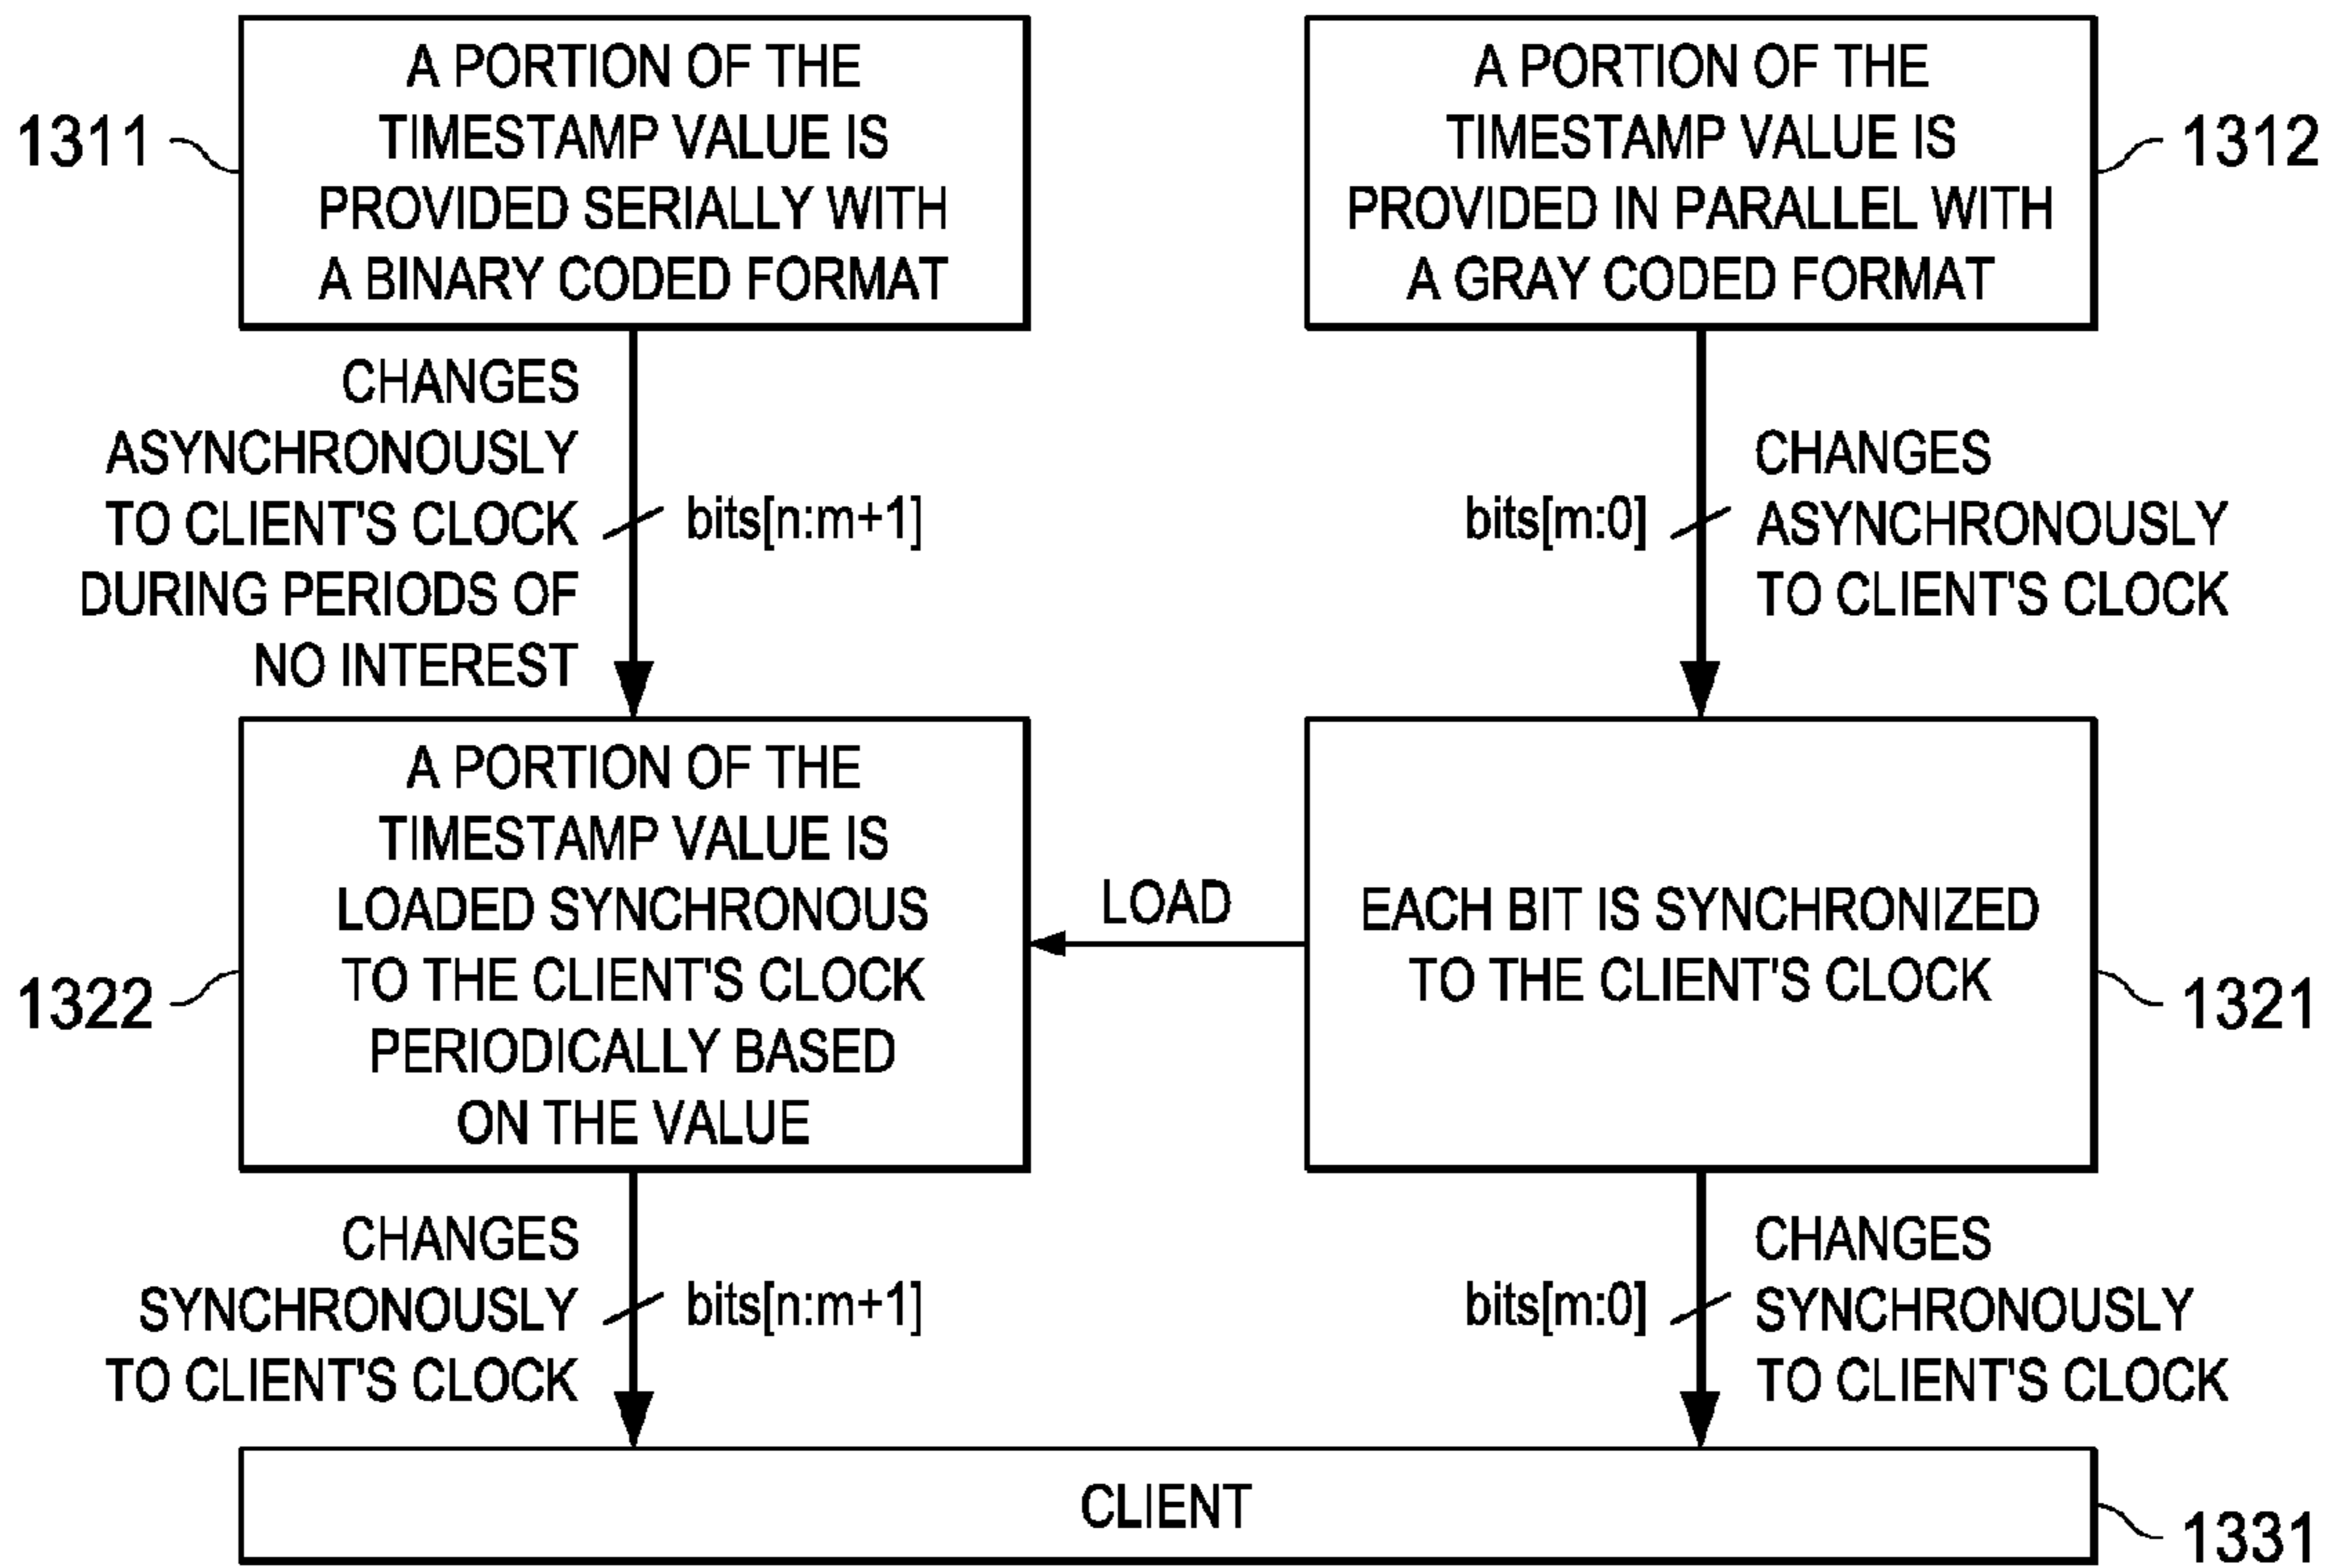 1311
A PORTION OF THE
TIMESTAMP VALUE IS
PROVIDED SERIALLY WITH
A BINARY CODED FORMAT
A PORTION OF THE
TIMESTAMP VALUE IS
PROVIDED IN PARALLEL WITH
A GRAY CODED FORMAT
1312
CHANGES
ASYNCHRONOUSLY
TO CLIENT'S CLOCK
DURING PERIODS OF
NO INTEREST
bits[n:m+1]
bits[m:0]
CHANGES
ASYNCHRONOUSLY
TO CLIENT'S CLOCK
1322
A PORTION OF THE
TIMESTAMP VALUE IS
LOADED SYNCHRONOUS
TO THE CLIENT'S CLOCK
PERIODICALLY BASED
ON THE VALUE
LOAD
EACH BIT IS SYNCHRONIZED
TO THE CLIENT'S CLOCK
1321
CHANGES
SYNCHRONOUSLY
TO CLIENT'S CLOCK
bits[n:m+1]
bits[m:0]
CHANGES
SYNCHRONOUSLY
TO CLIENT'S CLOCK
CLIENT
1331